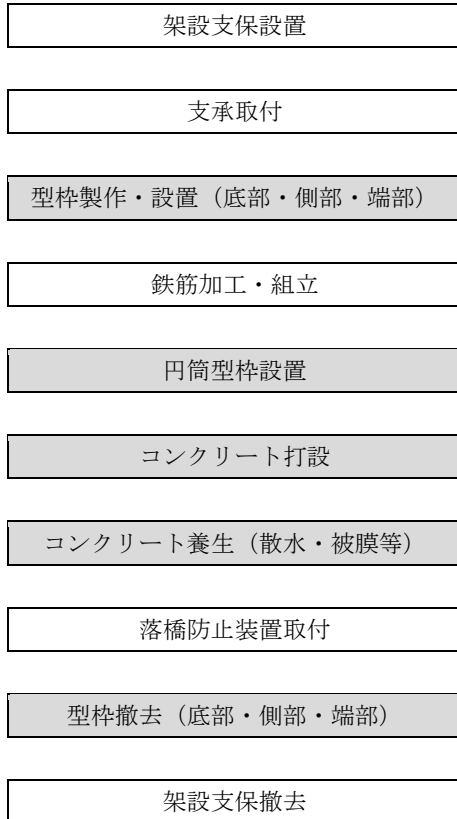 架設支保設置
支承取付
型枠製作・設置（底部・側部・端部）
鉄筋加工・組立
円筒型枠設置
コンクリート打設
コンクリート養生（散水・被膜等）
落橋防止装置取付
型枠撤去（底部・側部・端部）
架設支保撤去